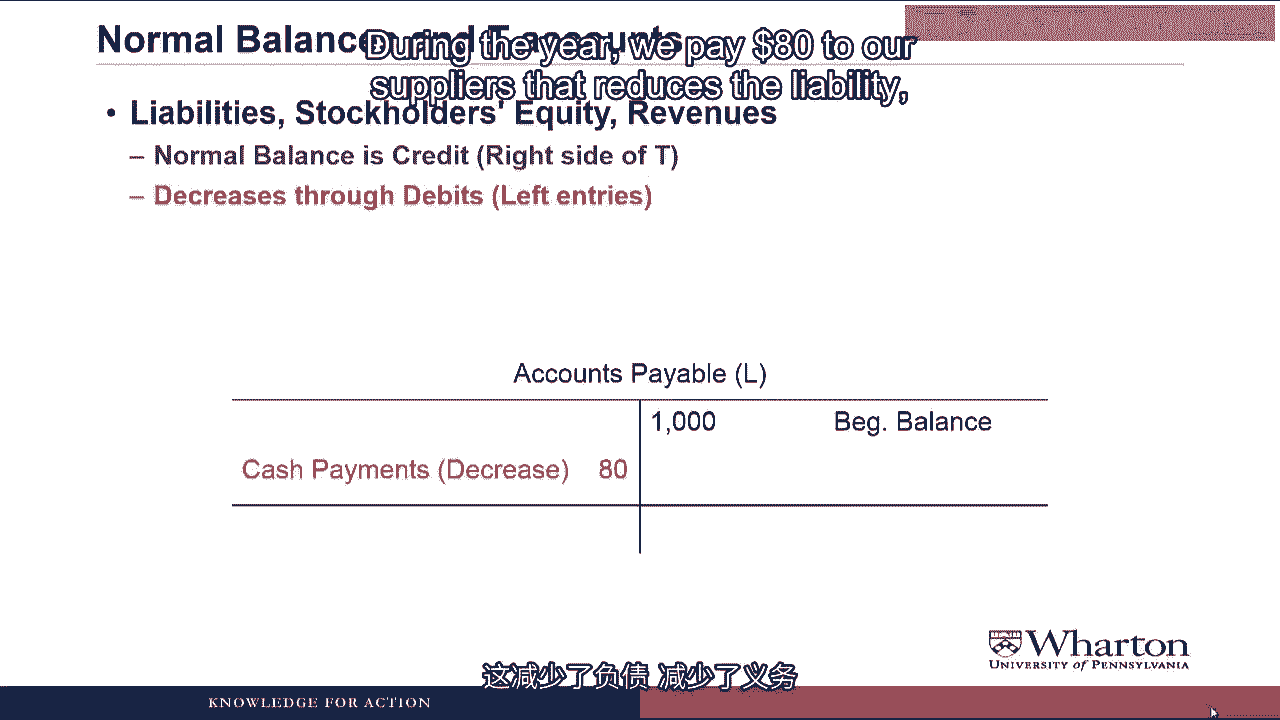 Normal Balances and T-accounts
During the year, we pay $80 to our
suppliers that reduces the liability,
• Liabilities, Stockholders' Equity, Revenues
– Normal Balance is Credit (Right side of T)
– Decreases through Debits (Left entries)
Accounts Payable (L)
1,000 Beg. Balance
Cash Payments (Decrease) 80
Wharton
UNIVERSITY of PENNSYLVANIA
这减少了负债 减少了义务
KNOWLEDGE FOR ACTION